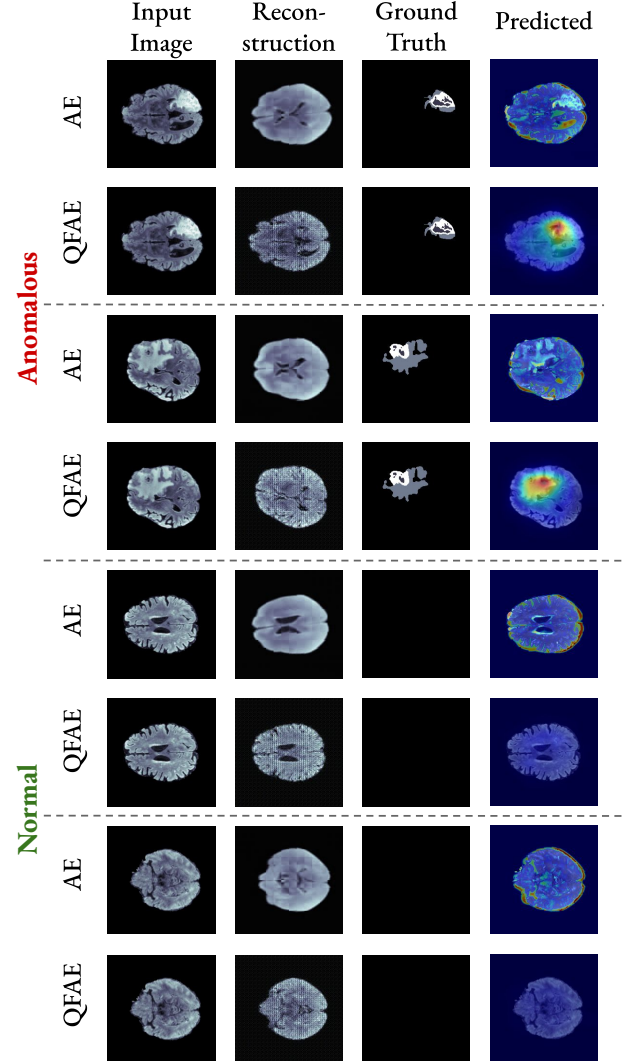 Input
Image
Recon-
struction
Ground
Truth
Predicted
Anomalous
AE
QFAE
AE
QFAE
Normal
AE
QFAE
AE
QFAE